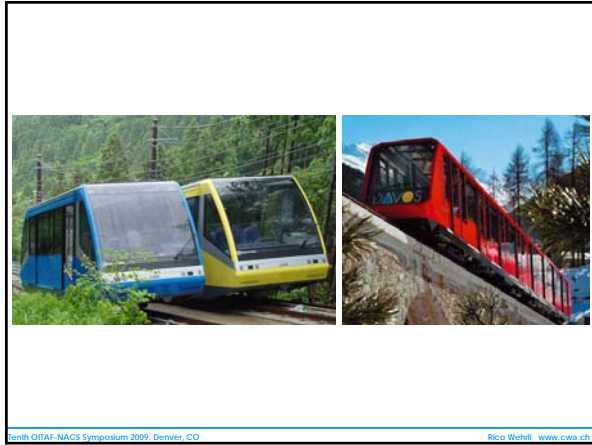 DAVOS
Tenth OITAF-NACS Symposium 2009. Denver, CO
Rico Wehrli www.cwa.ch